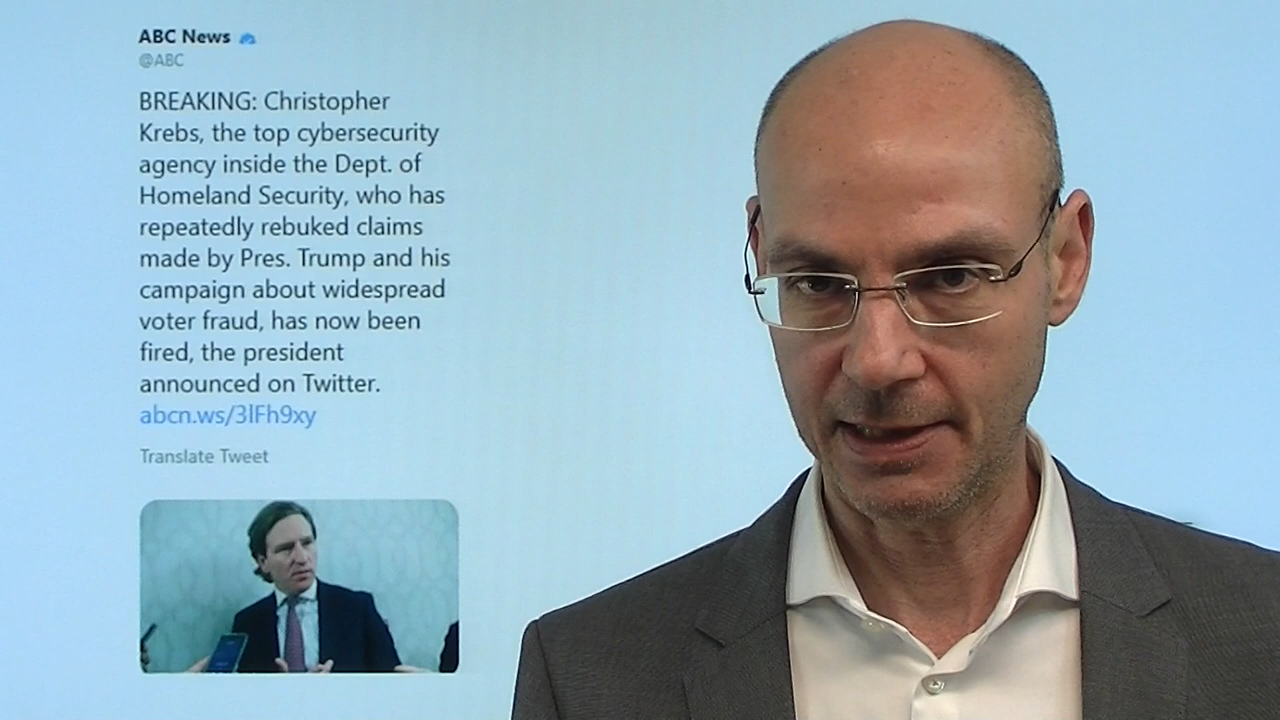 ABC News
@ABC
BREAKING: Christopher
Krebs, the top cybersecurity
agency inside the Dept. of
Homeland Security, who has
repeatedly rebuked claims
made by Pres. Trump and his
campaign about widespread
voter fraud, has now been
fired, the president
announced on Twitter.
abcn.ws/3lFh9xy
Translate Tweet